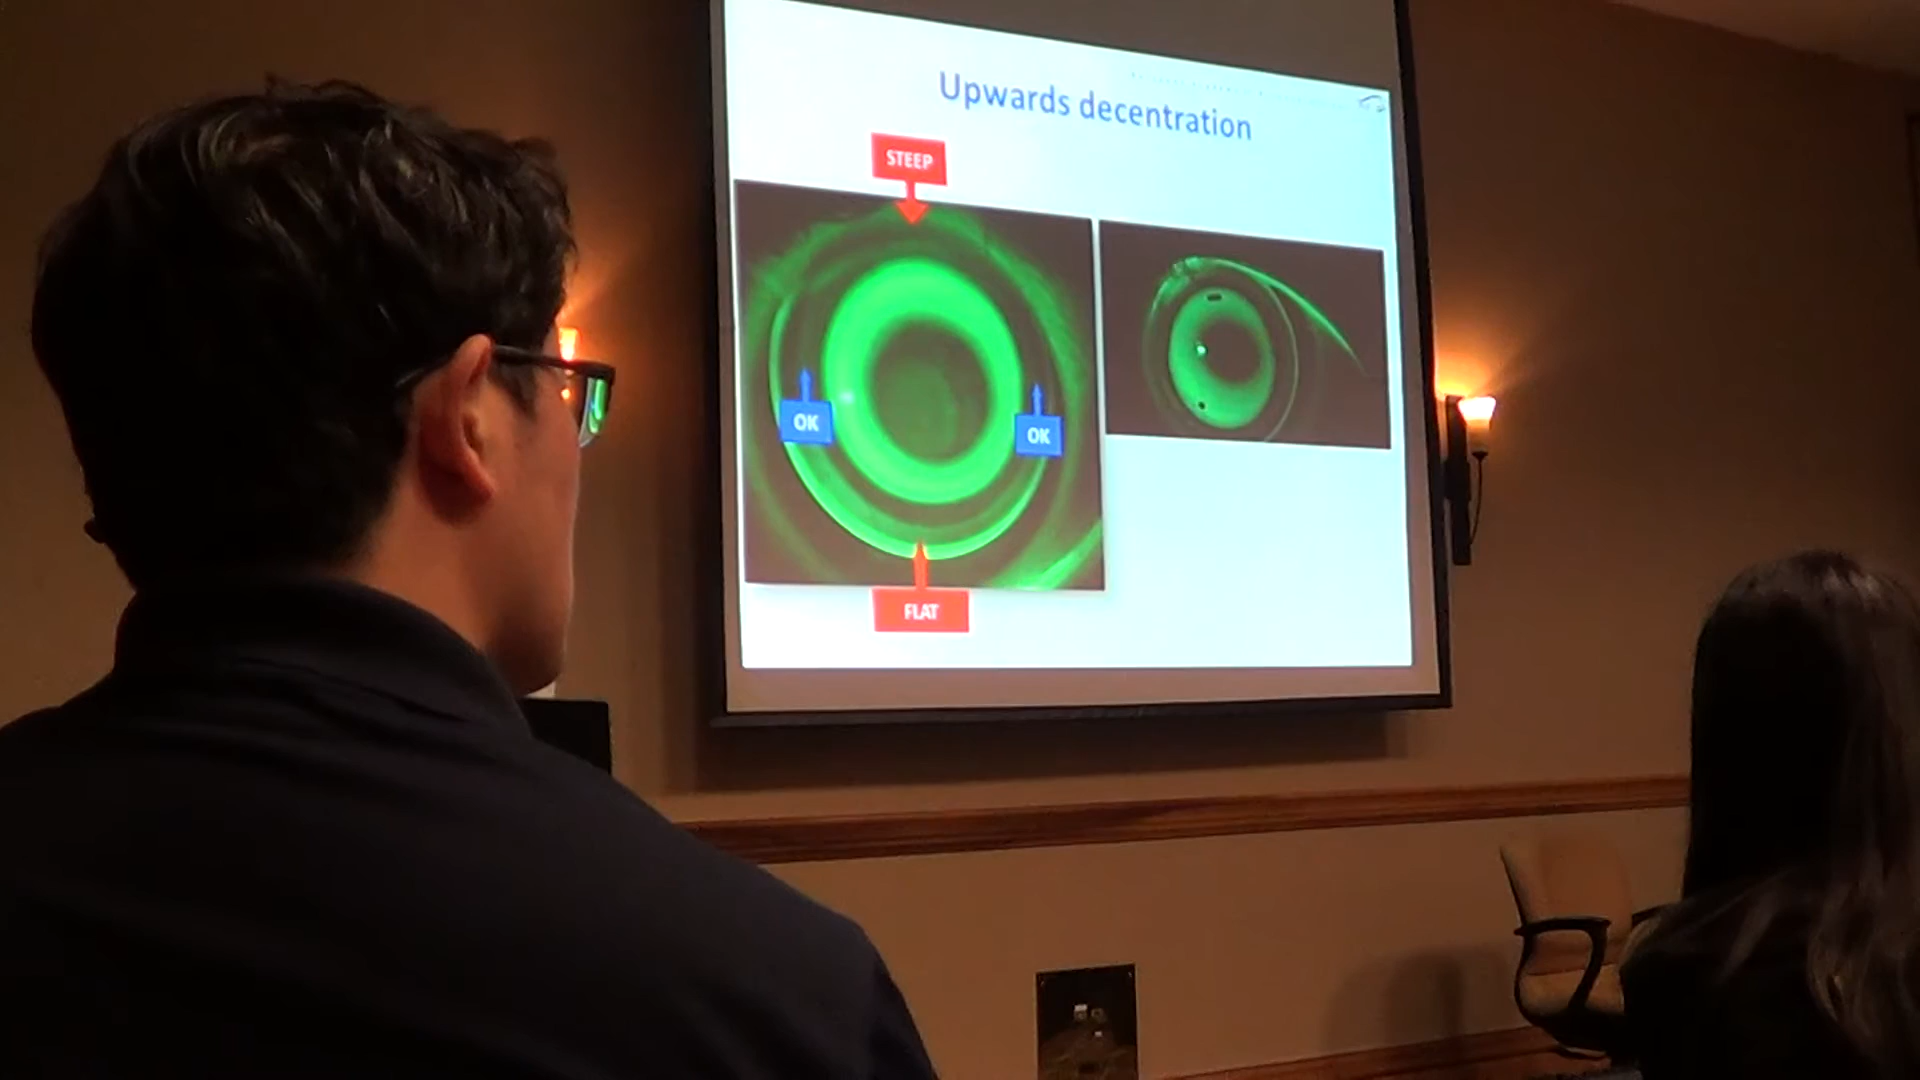 Upwards decentration
STEEP
OK
OK
FLAT